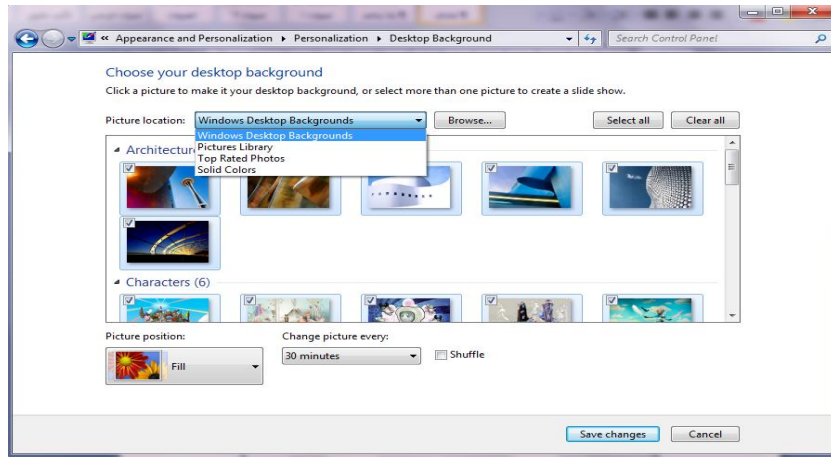 « Appearance and Personalization ▸ Personalization ▸ Desktop Background
Search Control Panel
Choose your desktop background
Click a picture to make it your desktop background, or select more than one picture to create a slide show.
Picture location: Windows Desktop Backgrounds Browse... Select all Clear all
Windows Desktop Backgrounds
Pictures Library
Top Rated Photos
Solid Colors
Architectur
Characters (6)
Picture position: Change picture every:
Fill 30 minutes Shuffle
Save changes Cancel